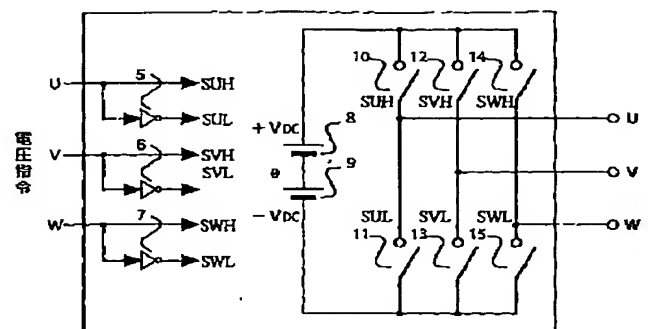 電圧指令
U
5
SUH
SUL
V
6
SVH
SVL
W
7
SWH
SWL
+VDC
8
0
9
-VDC
10
12
14
SUH
SVH
SWH
SUL
SVL
SWL
11
13
15
U
V
W